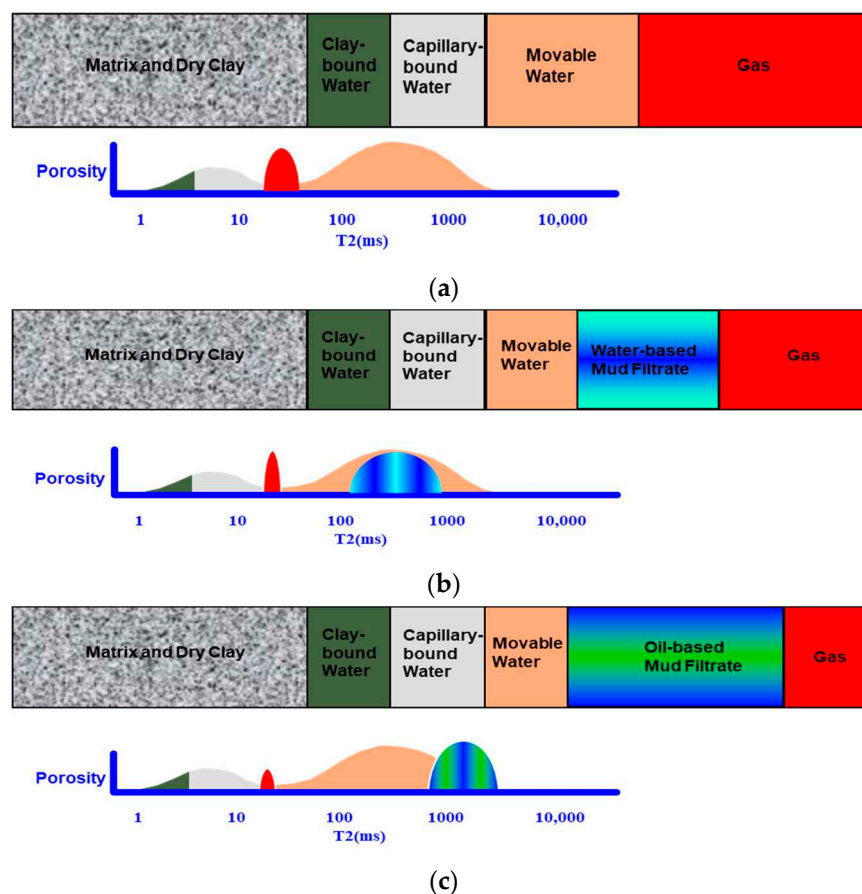 Matrix and Dry Clay
Clay-
bound
Water
Capillary-
bound
Water
Movable
Water
Gas
Porosity
1 10 100 1000 10,000
T2(ms)
(a)
Matrix and Dry Clay
Clay-
bound
Water
Capillary-
bound
Water
Movable
Water
Water-based
Mud Filtrate
Gas
Porosity
1 10 100 1000 10,000
T2(ms)
(b)
Matrix and Dry Clay
Clay-
bound
Water
Capillary-
bound
Water
Movable
Water
Oil-based
Mud Filtrate
Gas
Porosity
1 10 100 1000 10,000
T2(ms)
(c)